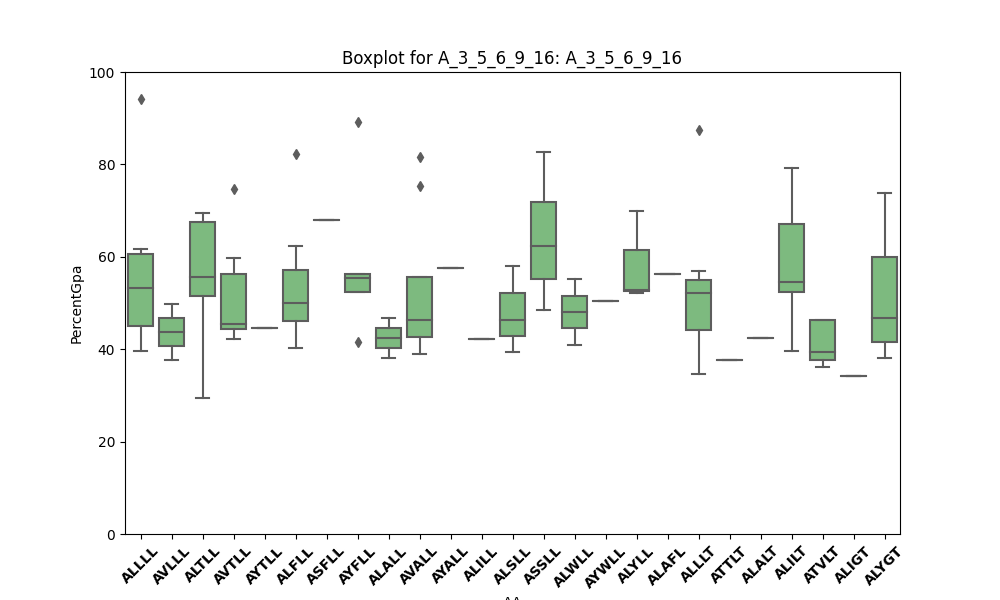 Boxplot for A_3_5_6_9_16: A_3_5_6_9_16
PercentGpa
100
80
60
40
20
0
ALLLL
AVLLL
ALTLL
AVTLL
AYTLL
ALFLL
ASFLL
AYFLL
ALALL
AVALL
AYALL
ALILL
ALSLL
ASSLL
ALWLL
AYWLL
ALYLL
ALAFL
ALLLT
ATTLT
ALALT
ALILT
ATVLT
ALIGT
ALYGT